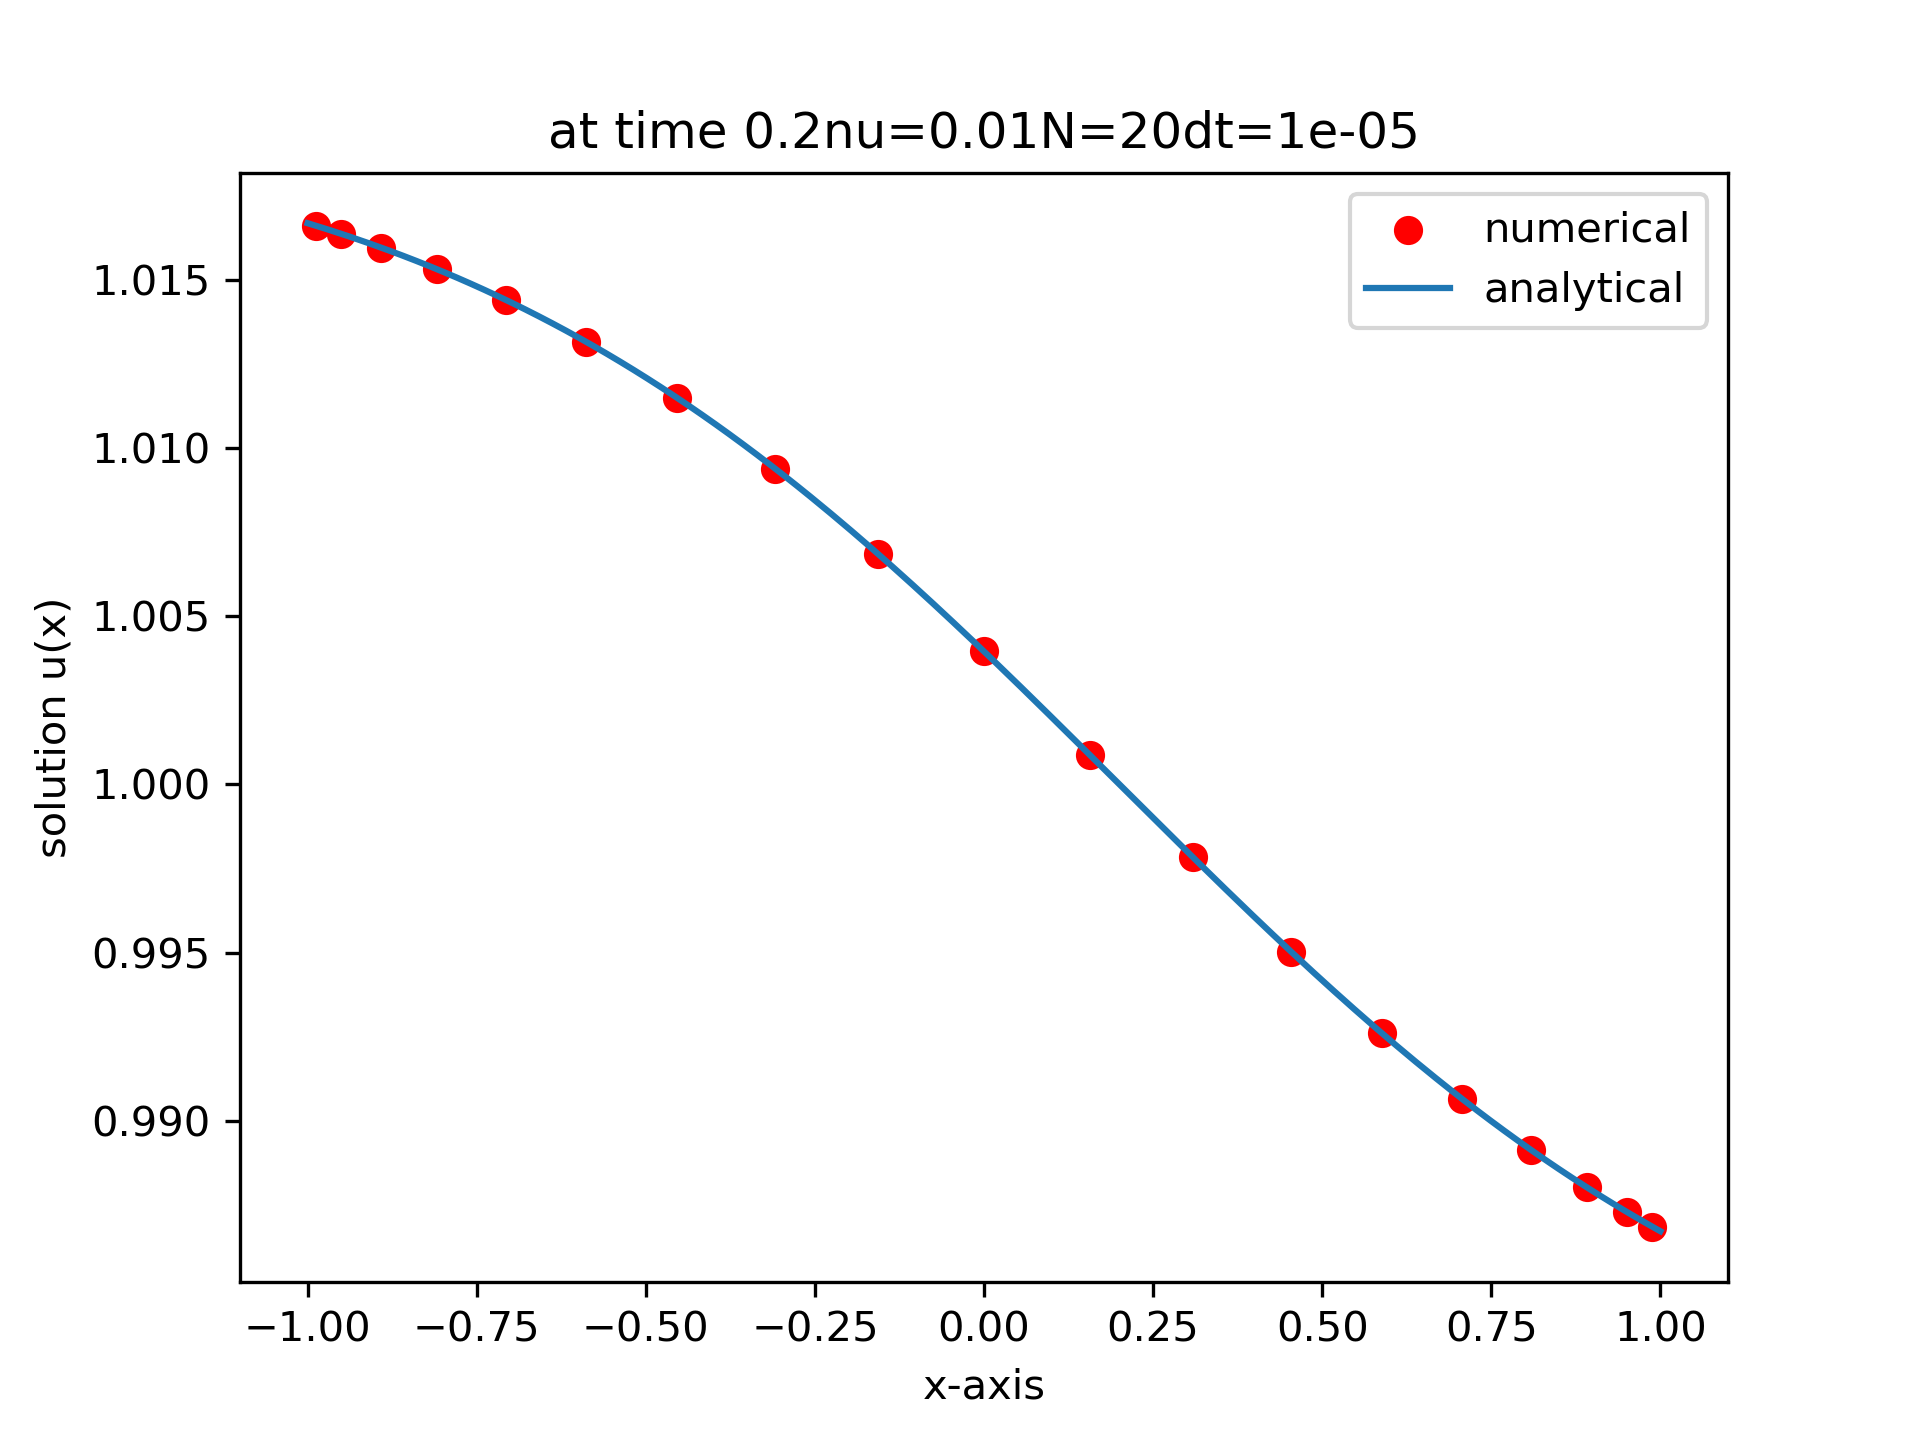 at time 0.2nu=0.01N=20dt=1e-05
numerical
analytical
solution u(x)
1.015
1.010
1.005
1.000
0.995
0.990
−1.00 −0.75 −0.50 −0.25 0.00 0.25 0.50 0.75 1.00
x-axis